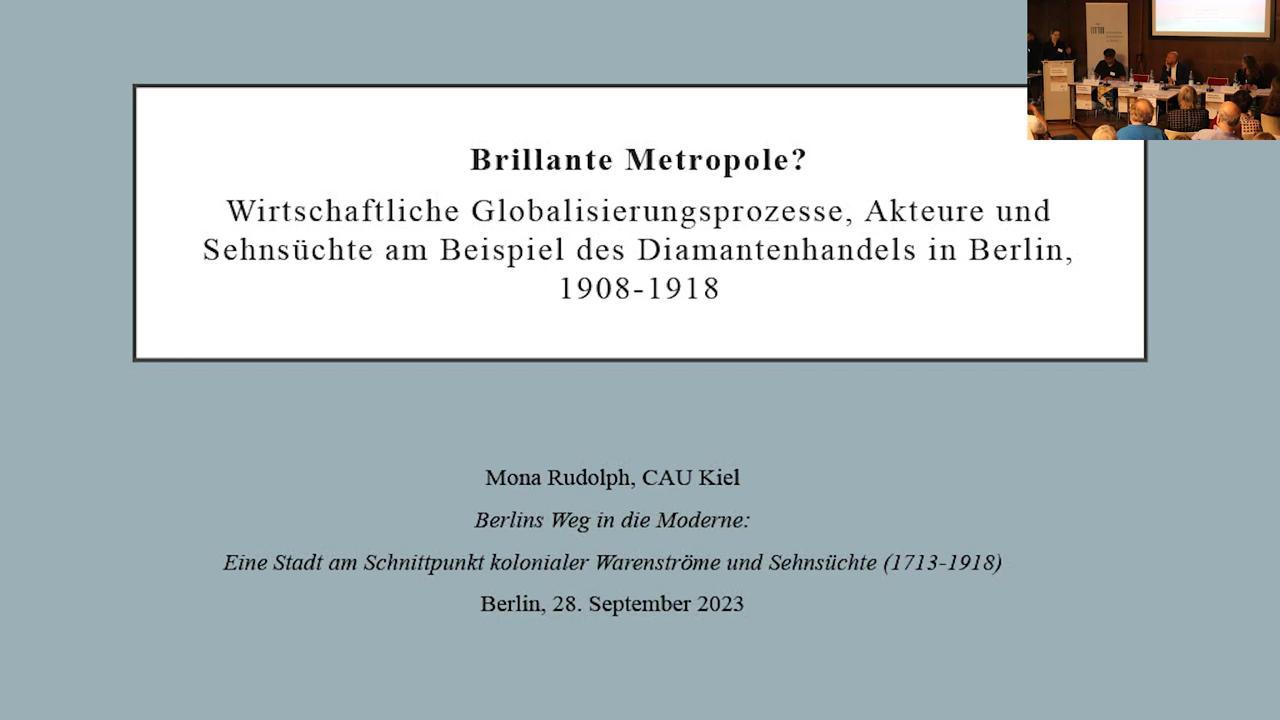 Brillante Metropole?
Wirtschaftliche Globalisierungsprozesse, Akteure und
Sehnsüchte am Beispiel des Diamantenhandels in Berlin,
1908-1918
Mona Rudolph, CAU Kiel
Berlins Weg in die Moderne:
Eine Stadt am Schnittpunkt kolonialer Warenströme und Sehnsüchte (1713-1918)
Berlin, 28. September 2023